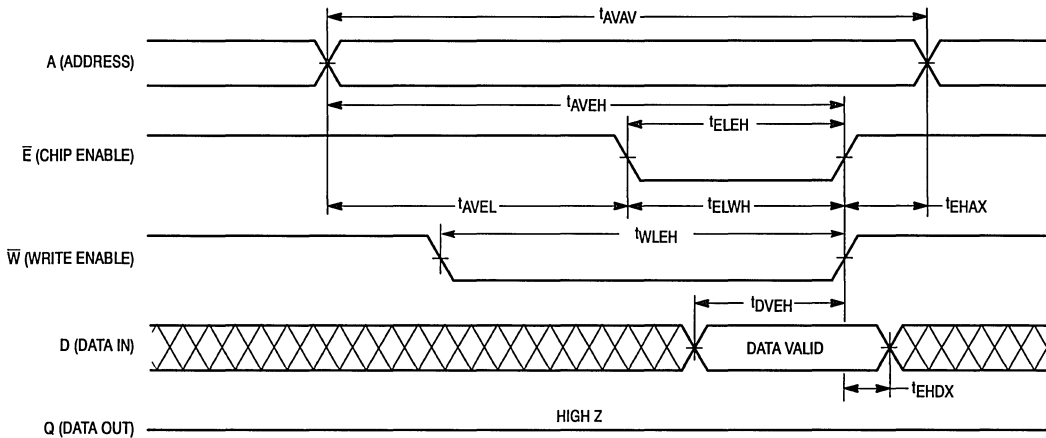 tAVAV
A (ADDRESS)
tAVEH
tELEH
E̅ (CHIP ENABLE)
tAVEL
tELWH
tEHAX
tWLEH
W̅ (WRITE ENABLE)
tDVEH
D (DATA IN)
DATA VALID
tEHDX
HIGH Z
Q (DATA OUT)